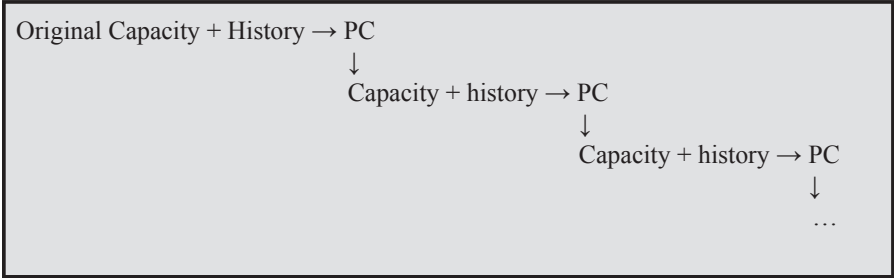 Original Capacity + History → PC
↓
Capacity + history → PC
↓
Capacity + history → PC
↓
…